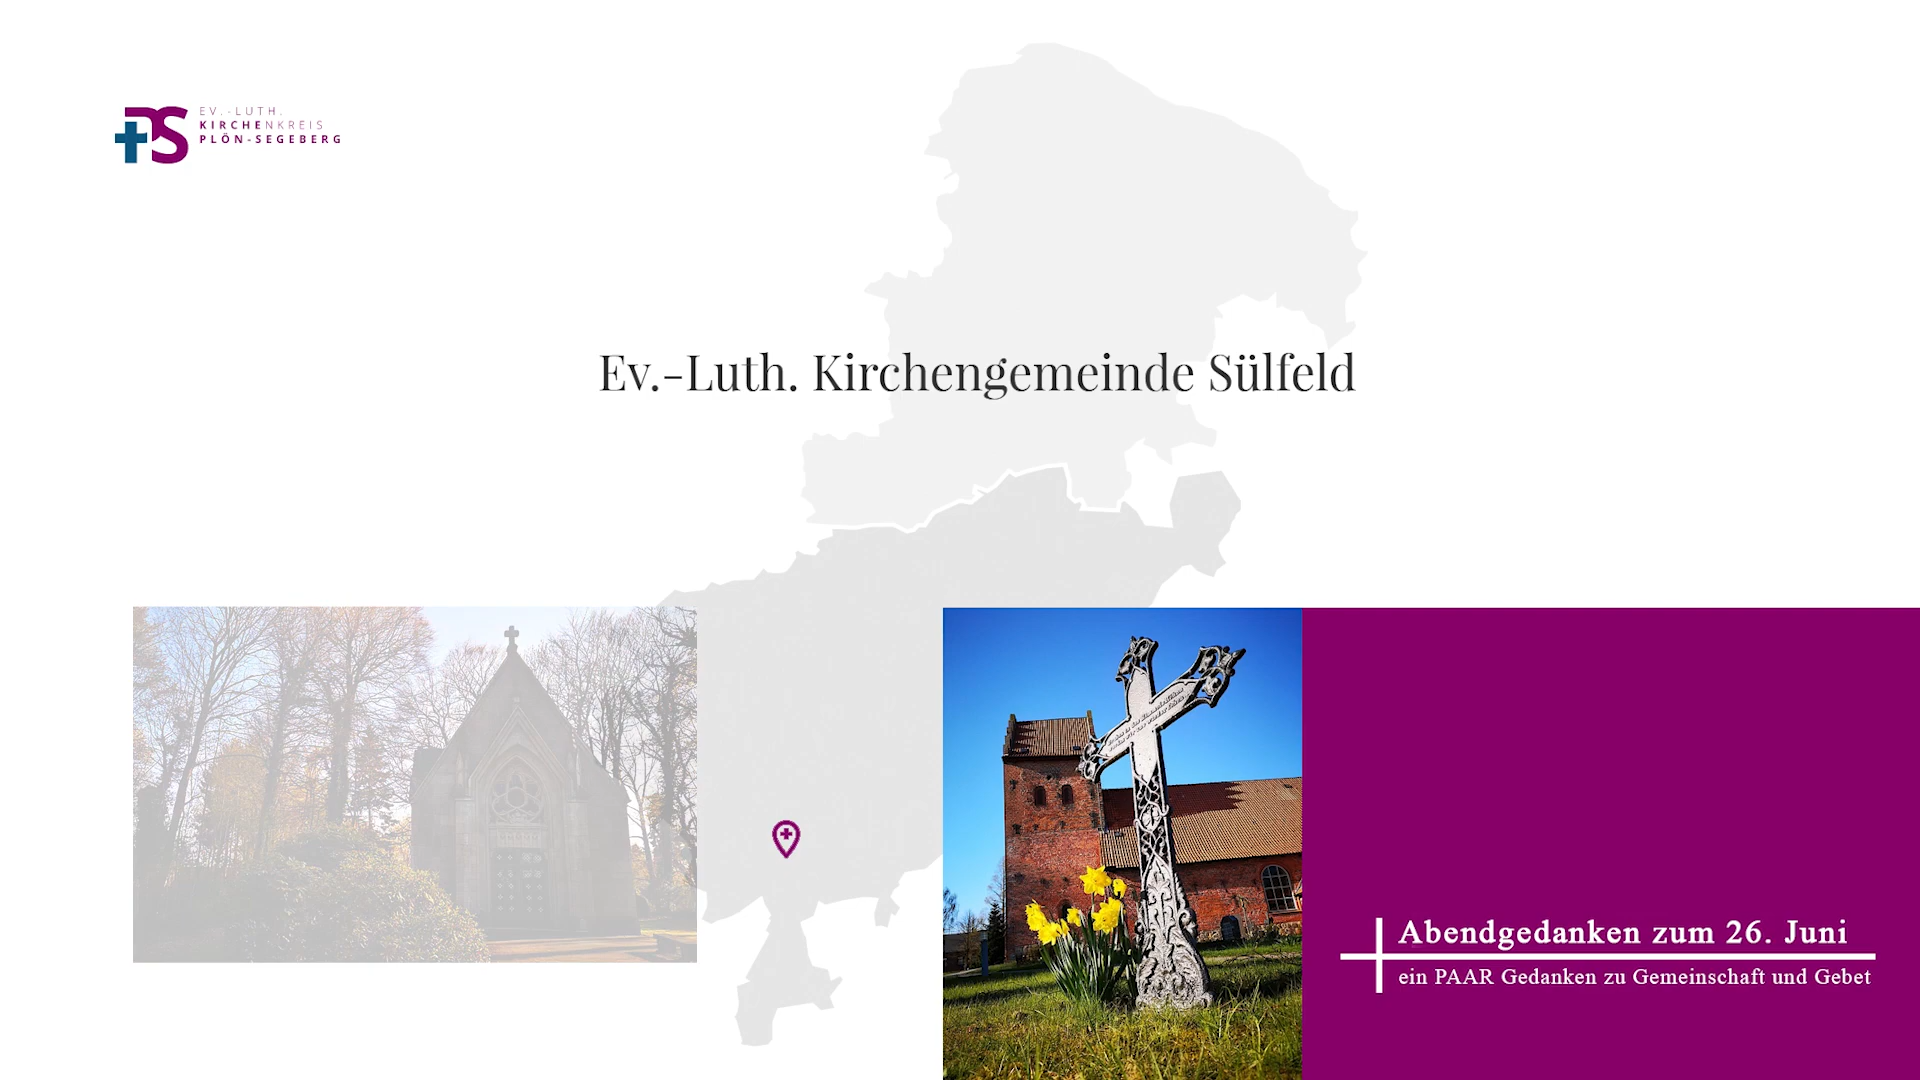 EV.-LUTH.
KIRCHENKREIS
PLÖN-SEGEBERG
Ev.-Luth. Kirchengemeinde Sülfeld
Abendgedanken zum 26. Juni
ein PAAR Gedanken zu Gemeinschaft und Gebet